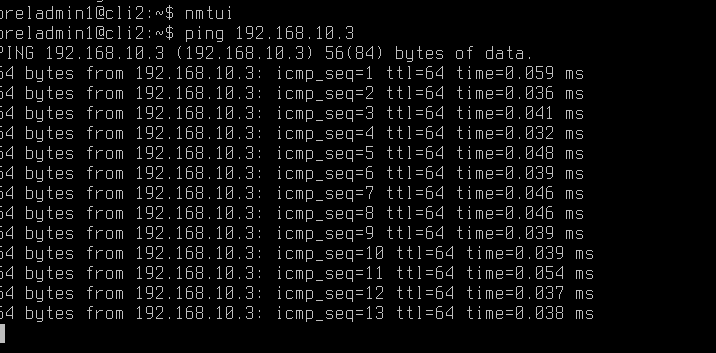 oreladmin1@cli2:~$ nmtui
oreladmin1@cli2:~$ ping 192.168.10.3
PING 192.168.10.3 (192.168.10.3) 56(84) bytes of data.
64 bytes from 192.168.10.3: icmp_seq=1 ttl=64 time=0.059 ms
64 bytes from 192.168.10.3: icmp_seq=2 ttl=64 time=0.036 ms
64 bytes from 192.168.10.3: icmp_seq=3 ttl=64 time=0.041 ms
64 bytes from 192.168.10.3: icmp_seq=4 ttl=64 time=0.032 ms
64 bytes from 192.168.10.3: icmp_seq=5 ttl=64 time=0.048 ms
64 bytes from 192.168.10.3: icmp_seq=6 ttl=64 time=0.039 ms
64 bytes from 192.168.10.3: icmp_seq=7 ttl=64 time=0.046 ms
64 bytes from 192.168.10.3: icmp_seq=8 ttl=64 time=0.046 ms
64 bytes from 192.168.10.3: icmp_seq=9 ttl=64 time=0.039 ms
64 bytes from 192.168.10.3: icmp_seq=10 ttl=64 time=0.039 ms
64 bytes from 192.168.10.3: icmp_seq=11 ttl=64 time=0.054 ms
64 bytes from 192.168.10.3: icmp_seq=12 ttl=64 time=0.037 ms
64 bytes from 192.168.10.3: icmp_seq=13 ttl=64 time=0.038 ms